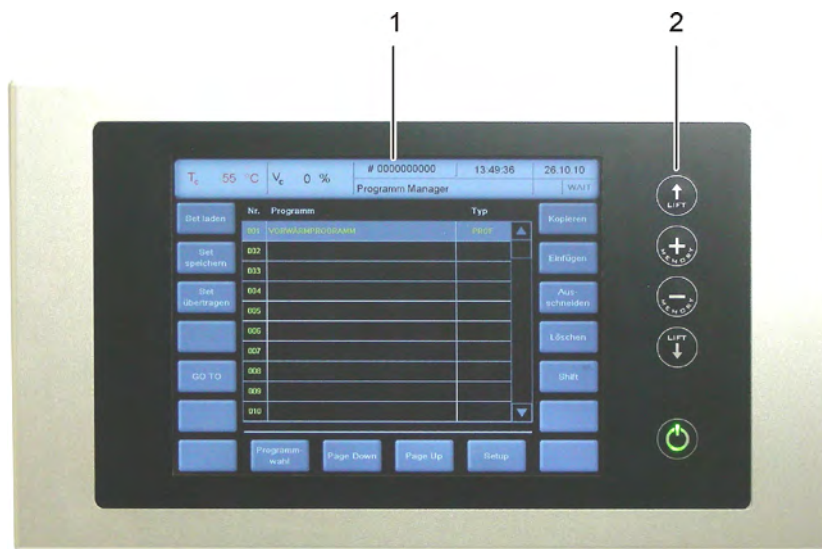 1
2
# 0000000000
13:49:36
26.10.10
Tc 55 °C
Vc 0 %
Programm Manager
WAIT
LIFT
Set laden
Nr. Programm Typ
Kopieren
001 VORWÄRMPROGRAMM PROT
MEMORY
Set
speichern
002
Einfügen
003
Set
übertragen
004
Aus-
schneiden
MEMORY
005
006
Löschen
007
LIFT
GO TO
008
Shift
009
010
Programm-
wahl
Page Down
Page Up
Setup